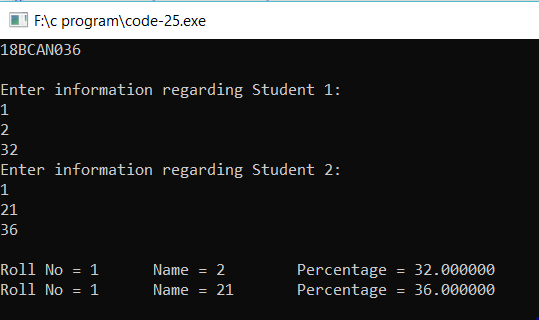 F:\c program\code-25.exe
18BCAN036
Enter information regarding Student 1:
1
2
32
Enter information regarding Student 2:
1
21
36
Roll No = 1 Name = 2 Percentage = 32.000000
Roll No = 1 Name = 21 Percentage = 36.000000